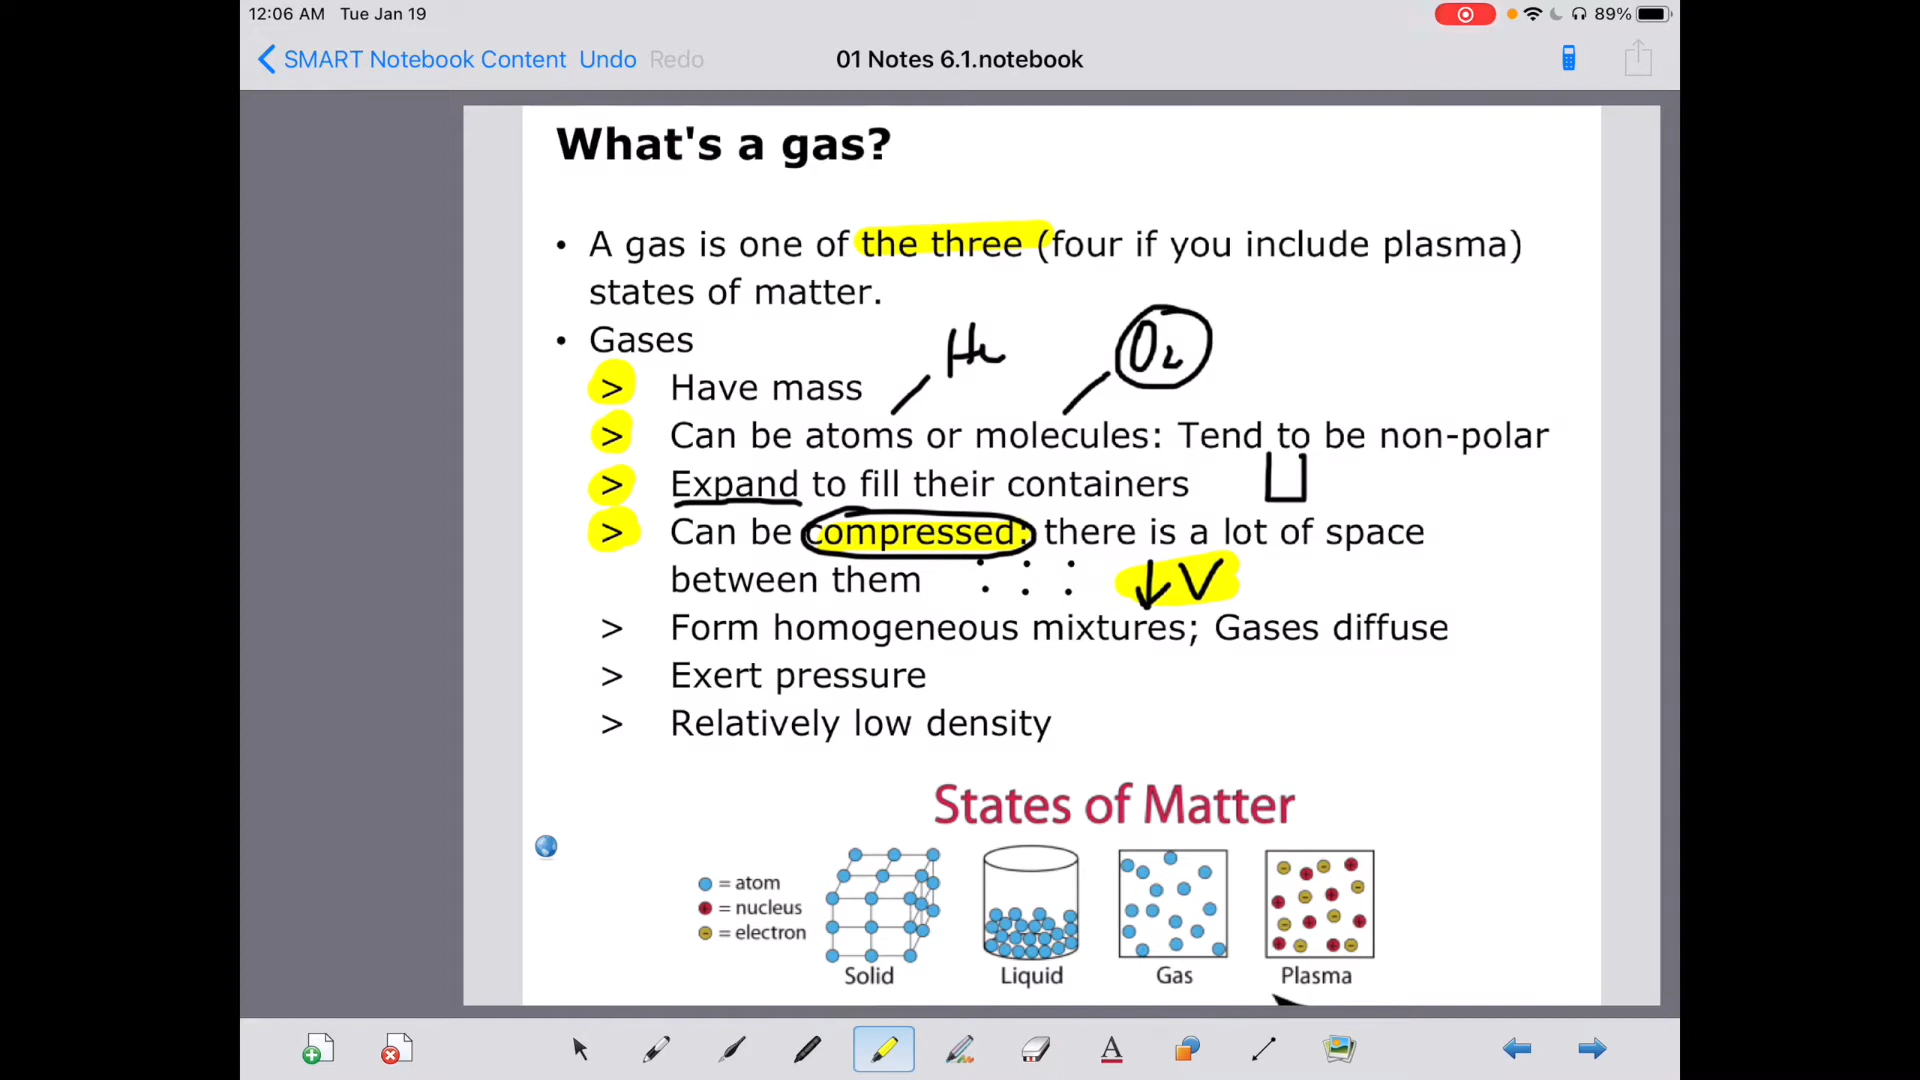 12:06 AM Tue Jan 19
89%
SMART Notebook Content Undo Redo
01 Notes 6.1.notebook
What's a gas?
• A gas is one of the three (four if you include plasma)
states of matter.
• Gases
He
O2
> Have mass
> Can be atoms or molecules: Tend to be non-polar
> Expand to fill their containers
> Can be compressed: there is a lot of space
between them
↓V
> Form homogeneous mixtures; Gases diffuse
> Exert pressure
> Relatively low density
States of Matter
= atom
= nucleus
= electron
Solid
Liquid
Gas
Plasma
A